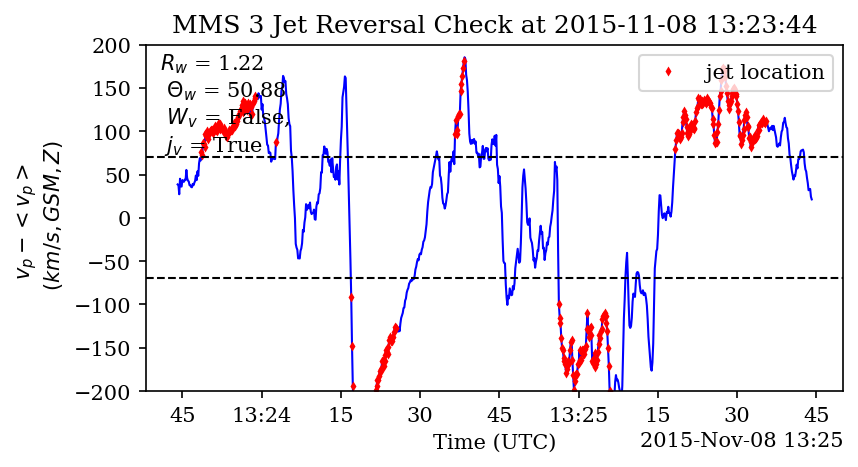 MMS 3 Jet Reversal Check at 2015-11-08 13:23:44
R_w = 1.22
Θ_w = 50.88
W_v = False,
j_v = True
jet location
v_p − < v_p >
(km/s, GSM, Z)
200
150
100
50
0
−50
−100
−150
−200
45 13:24 15 30 45 13:25 15 30 45
Time (UTC)
2015-Nov-08 13:25